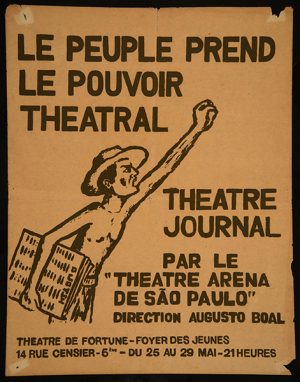 LE PEUPLE PREND
LE POUVOIR
THEATRAL
THEATRE
JOURNAL
PAR LE
"THEATRE ARENA
DE SÃO PAULO"
DIRECTION AUGUSTO BOAL
THEATRE DE FORTUNE-FOYER DES JEUNES
14 RUE CENSIER-6ème-DU 25 AU 29 MAI-21 HEURES